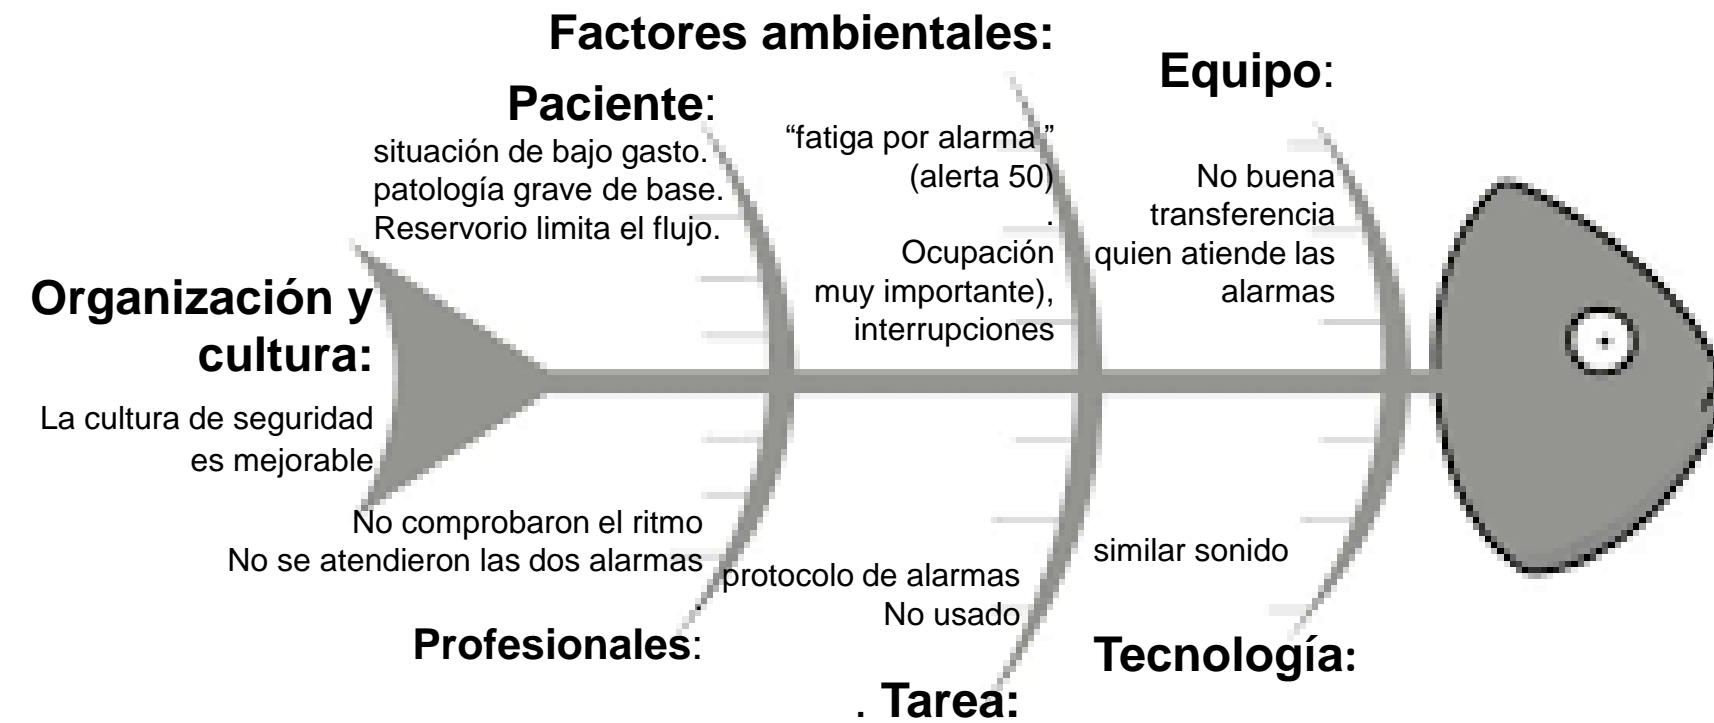 Factores ambientales:
Equipo:
Paciente:
situación de bajo gasto.
patología grave de base.
Reservorio limita el flujo.
“fatiga por alarma ”
(alerta 50)
.
Ocupación
muy importante),
interrupciones
No buena
transferencia
quien atiende las
alarmas
Organización y
cultura:
La cultura de seguridad
es mejorable
No comprobaron el ritmo
No se atendieron las dos alarmas
.
Profesionales:
protocolo de alarmas
No usado
. Tarea:
similar sonido
Tecnología: